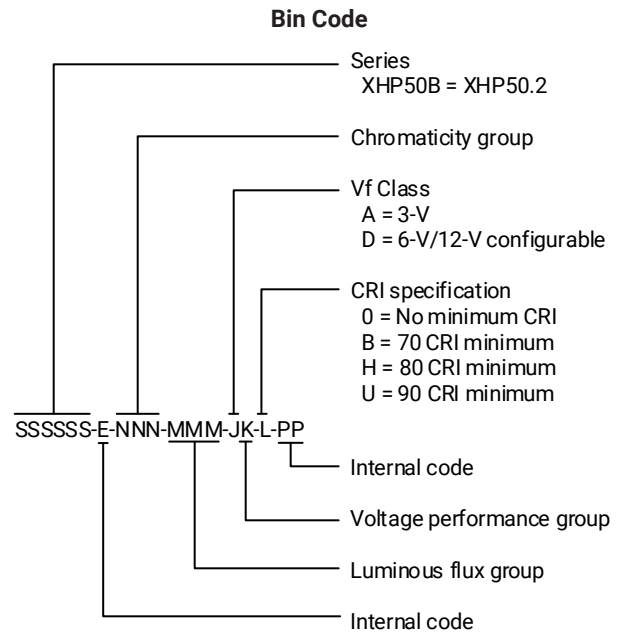 Bin Code
Series
XHP50B = XHP50.2
Chromaticity group
Vf Class
A = 3-V
D = 6-V/12-V configurable
CRI specification
0 = No minimum CRI
B = 70 CRI minimum
H = 80 CRI minimum
U = 90 CRI minimum
SSSSSS-E-NNN-MMM-JK-L-PP
Internal code
Voltage performance group
Luminous flux group
Internal code